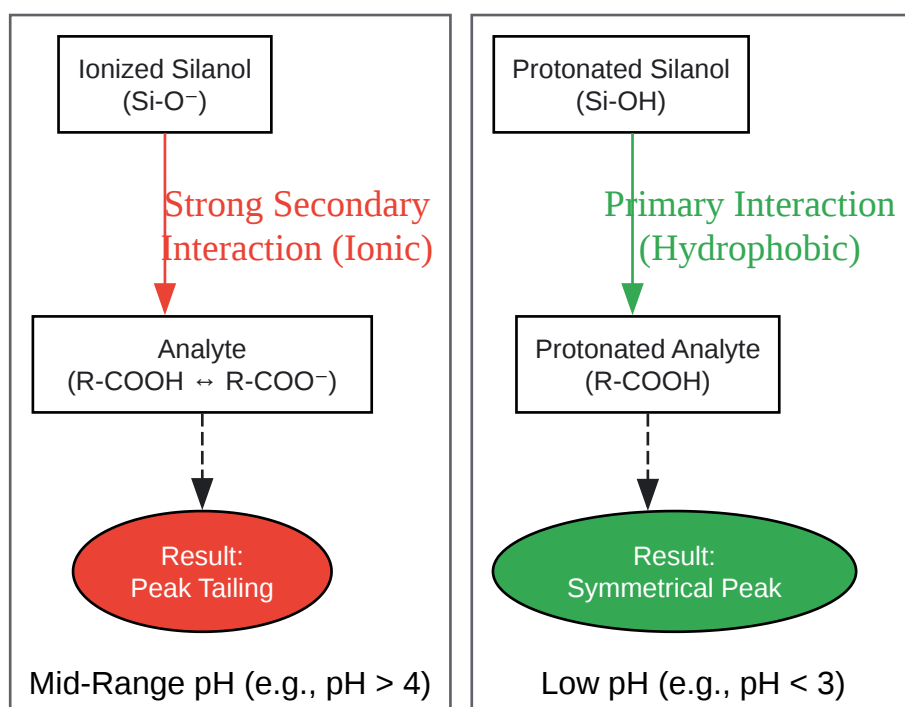 Ionized Silanol
(Si-O⁻)
Strong Secondary
Interaction (Ionic)
Analyte
(R-COOH ↔ R-COO⁻)
Result:
Peak Tailing
Mid-Range pH (e.g., pH > 4)
Protonated Silanol
(Si-OH)
Primary Interaction
(Hydrophobic)
Protonated Analyte
(R-COOH)
Result:
Symmetrical Peak
Low pH (e.g., pH < 3)